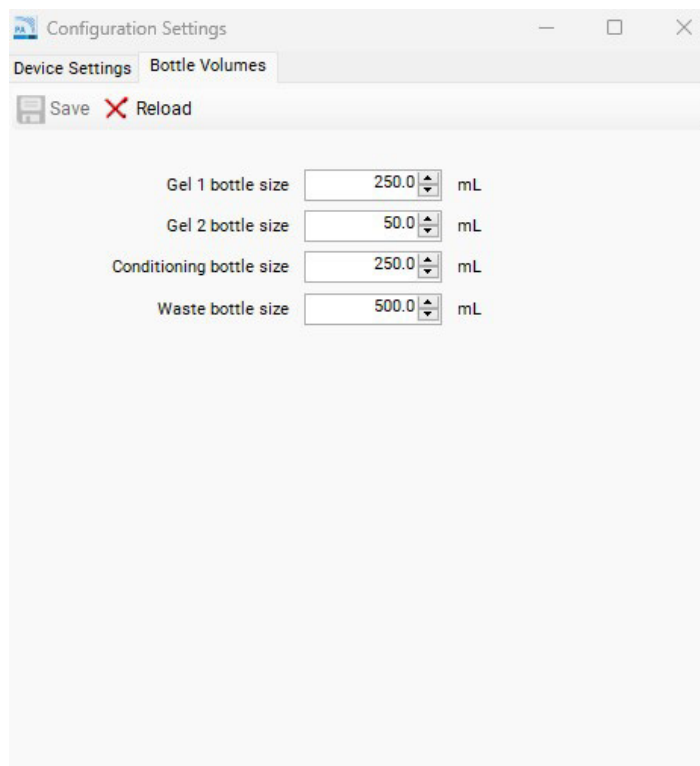 PA Configuration Settings
Device Settings Bottle Volumes
Save Reload
Gel 1 bottle size 250.0 mL
Gel 2 bottle size 50.0 mL
Conditioning bottle size 250.0 mL
Waste bottle size 500.0 mL